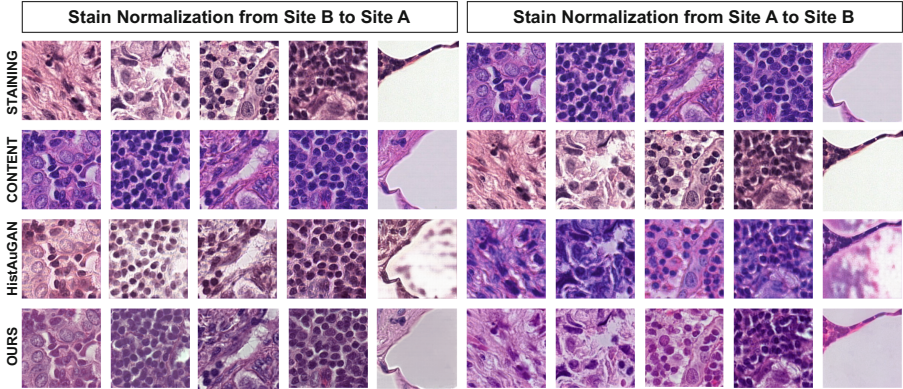 Stain Normalization from Site B to Site A
Stain Normalization from Site A to Site B
STAINING
CONTENT
HistAuGAN
OURS